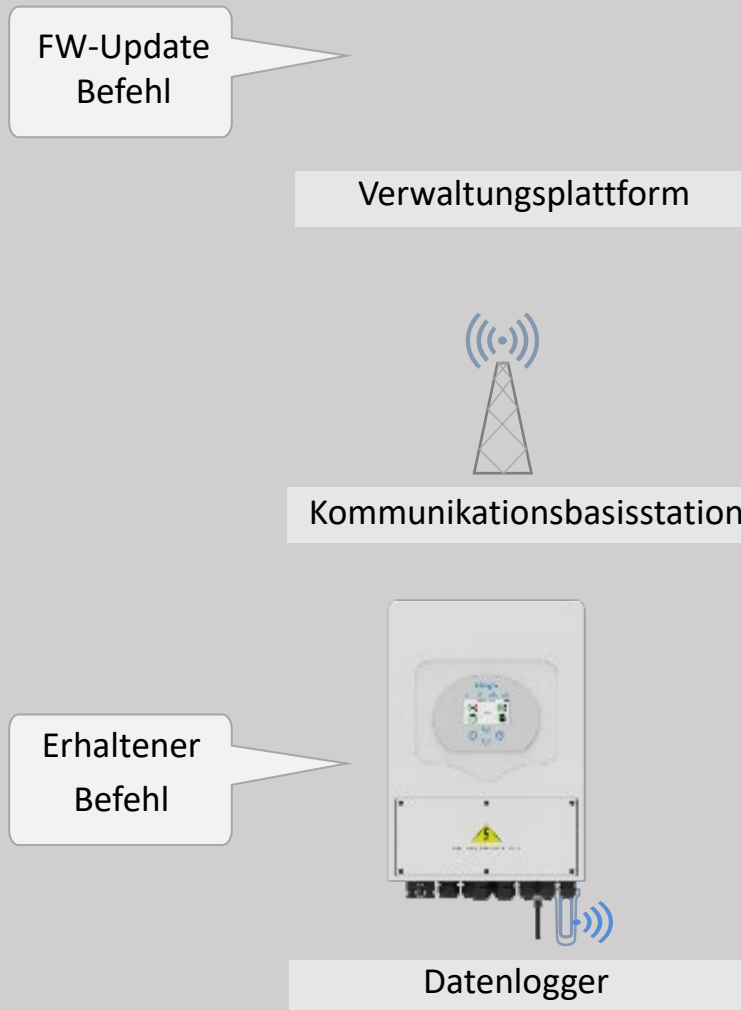 FW-Update
Befehl
Verwaltungsplattform
Kommunikationsbasisstation
Erhaltener
Befehl
Datenlogger